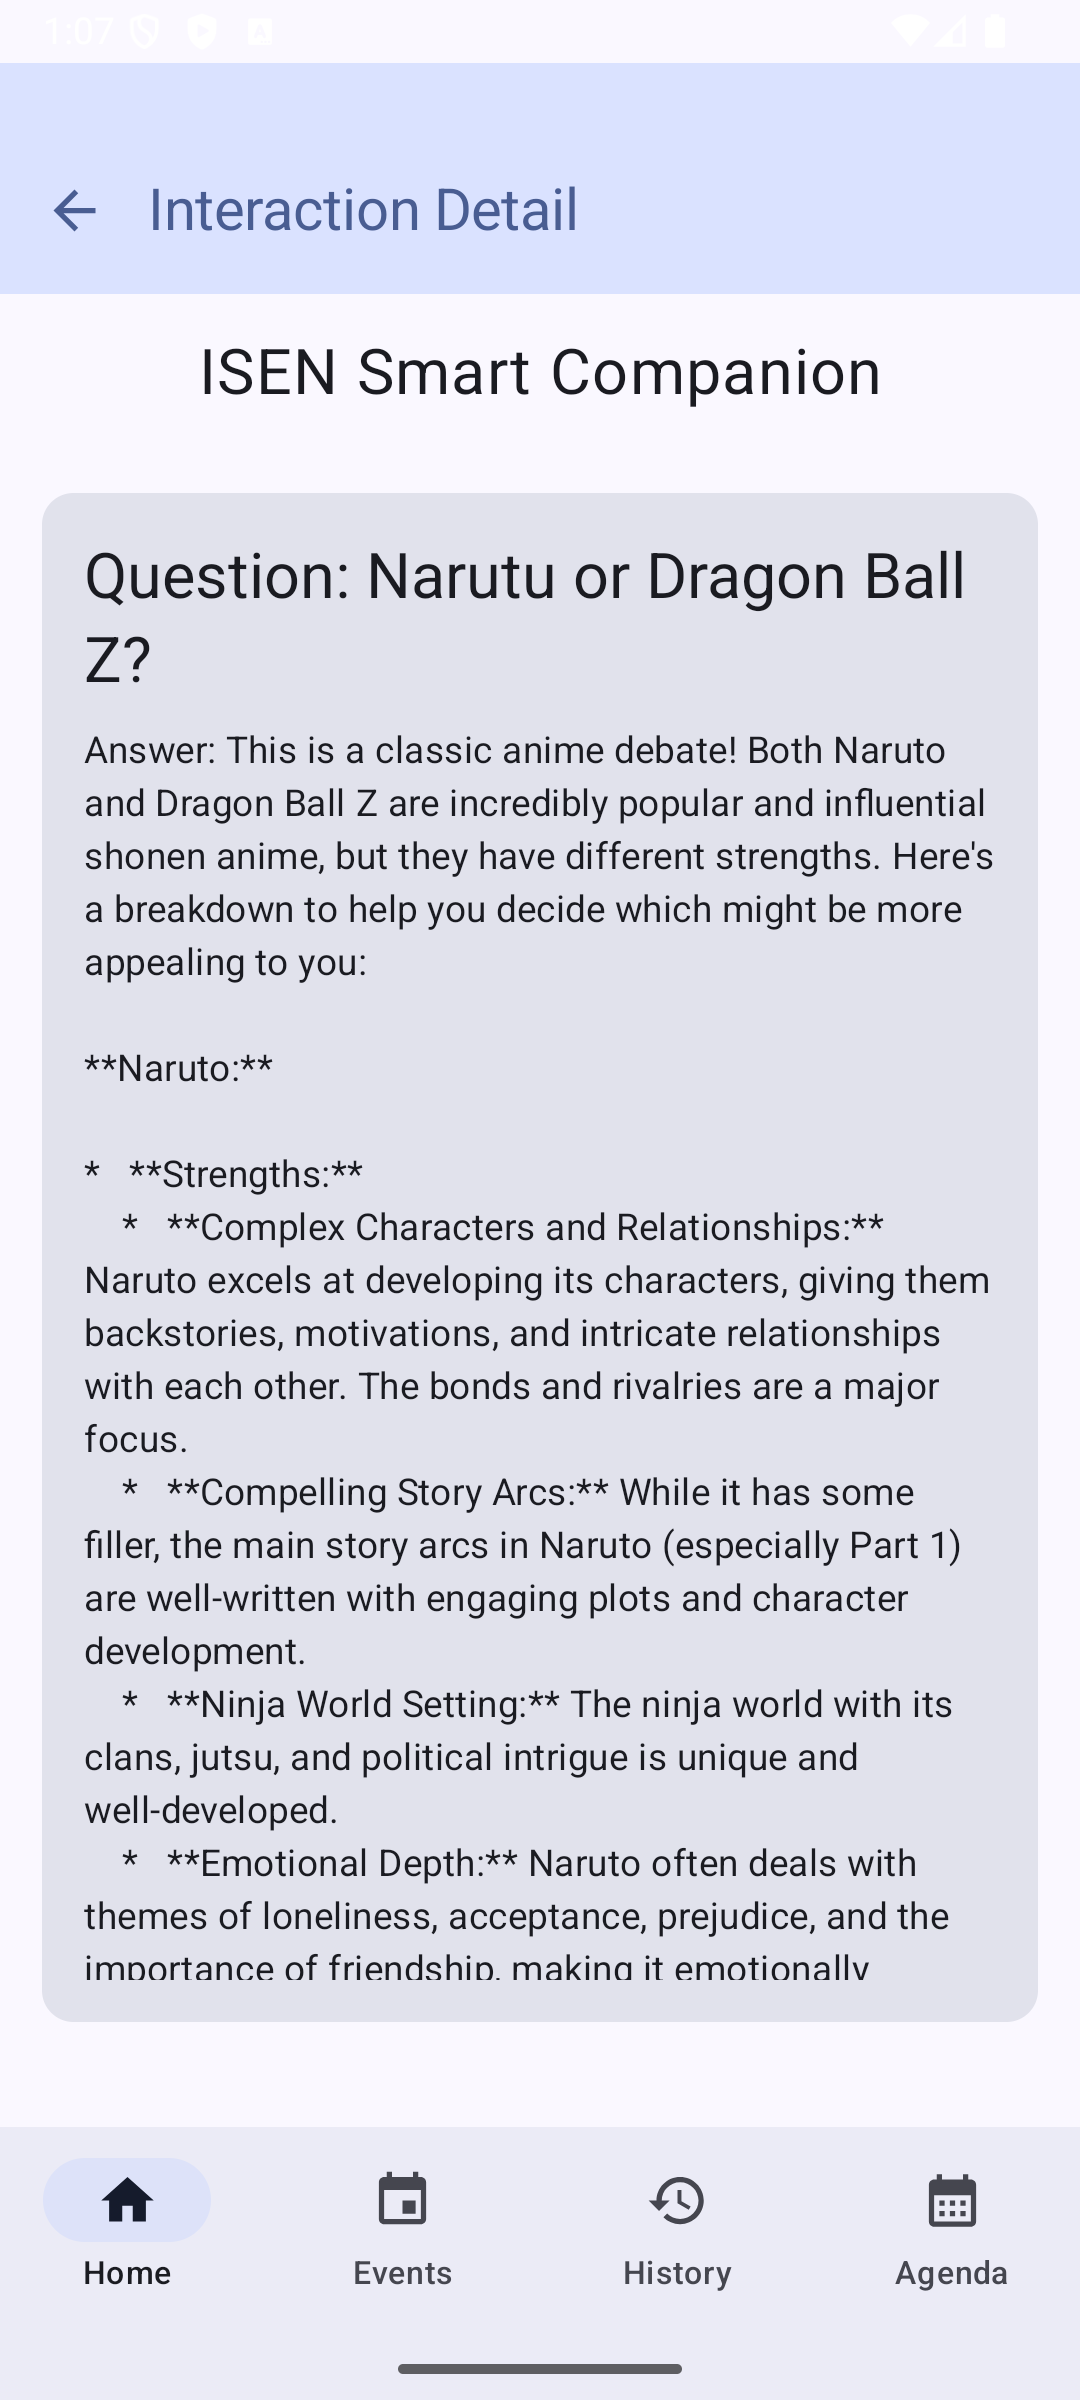 1:07
Interaction Detail
ISEN Smart Companion
Question: Narutu or Dragon Ball
Z?
Answer: This is a classic anime debate! Both Naruto
and Dragon Ball Z are incredibly popular and influential
shonen anime, but they have different strengths. Here's
a breakdown to help you decide which might be more
appealing to you:
**Naruto:**
*   **Strengths:**
*   **Complex Characters and Relationships:**
Naruto excels at developing its characters, giving them
backstories, motivations, and intricate relationships
with each other. The bonds and rivalries are a major
focus.
*   **Compelling Story Arcs:** While it has some
filler, the main story arcs in Naruto (especially Part 1)
are well-written with engaging plots and character
development.
*   **Ninja World Setting:** The ninja world with its
clans, jutsu, and political intrigue is unique and
well-developed.
*   **Emotional Depth:** Naruto often deals with
themes of loneliness, acceptance, prejudice, and the
importance of friendship, making it emotionally
Home
Events
History
Agenda